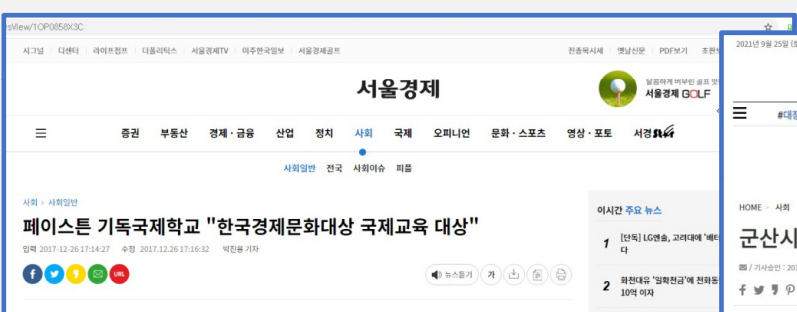 sView/1OP0858X3C
시그널 디센터 라이프점프 더폴리틱스 서울경제TV 미주한국일보 서울경제골프 전종목시세 옛날신문 PDF보기 초판
서울경제
서울경제 GOLF
증권 부동산 경제·금융 산업 정치 사회 국제 오피니언 문화·스포츠 영상·포토 서경
사회일반 전국 사회이슈 피플
사회 > 사회일반
페이스튼 기독국제학교 "한국경제문화대상 국제교육 대상"
입력 2017-12-26 17:14:27 수정 2017.12.26 17:16:32 박진용 기자
URL
뉴스듣기 가
이시간 주요 뉴스
1 [단독] LG엔솔, 고려대에 '배터
다
2 화천대유 '일확천금'에 천화동
10억 이자
2021년 9월 25일 (토
#대장
HOME > 사회
군산시
/ 기사승인 : 201